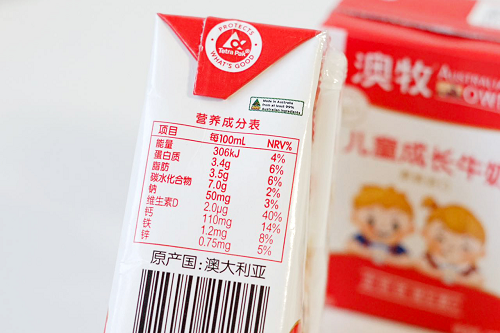 PROTECTS
Tetra Pak
WHAT'S GOOD
Made in Australia
from at least 99%
Australian ingredients
营养成分表
项目 每100mL NRV%
能量 306kJ 4%
蛋白质 3.4g 6%
脂肪 3.5g 6%
碳水化合物 7.0g 2%
钠 50mg 3%
维生素D 2.0μg 40%
钙 110mg 14%
铁 1.2mg 8%
锌 0.75mg 5%
原产国:澳大利亚
澳牧
儿童成长牛奶